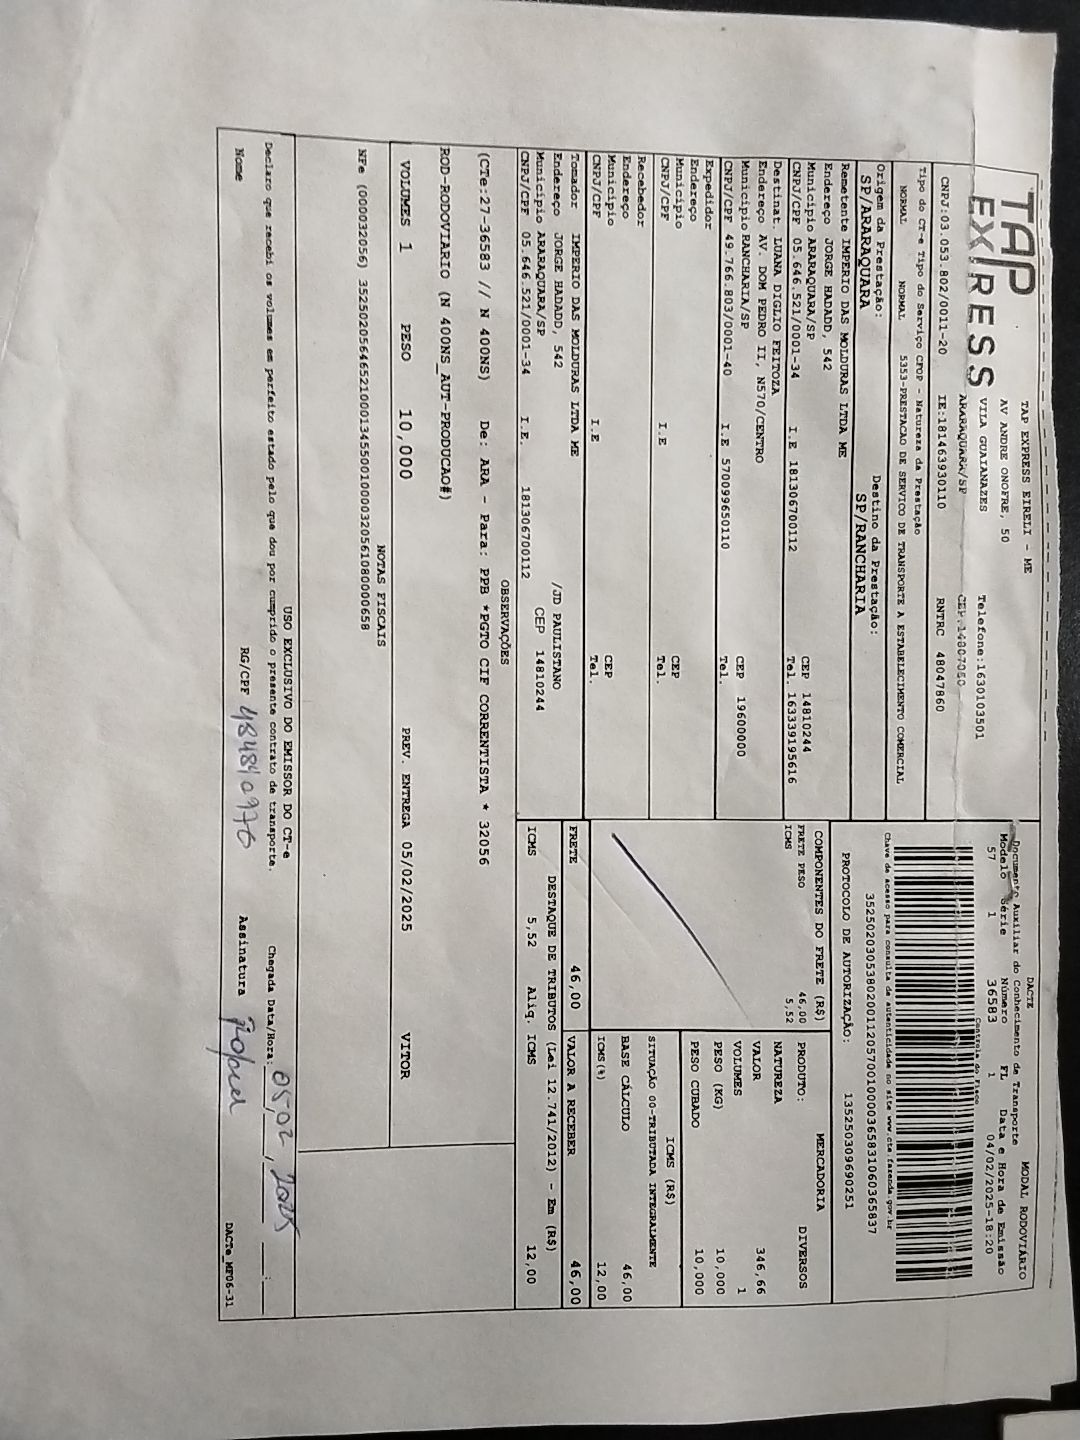 TAP
EXPRESS
TAP EXPRESS EIRELI - ME
AV ANDRE ONOFRE, 50
VILA GUAIANAZES Telefone:1630103501
ARARAQUARA/SP CEP.14807050
CNPJ:03.053.802/0011-20 IE:181463930110 RNTRC 48047860
Tipo do CT-e Tipo do Serviço CFOP - Natureza da Prestação
NORMAL NORMAL 5353-PRESTACAO DE SERVICO DE TRANSPORTE A ESTABELECIMENTO COMERCIAL
Origem da Prestação: Destino da Prestação:
SP/ARARAQUARA SP/RANCHARIA
DACTE MODAL RODOVIÁRIO
Documento Auxiliar do Conhecimento de Transporte
Modelo Série Número FL Data e Hora de Emissão
57 1 36583 1 04/02/2025-18:20
Controle do Fisco
Chave de acesso para consulta de autenticidade no site www.cte.fazenda.gov.br
35250203053802001120570010000365831060365837
PROTOCOLO DE AUTORIZAÇÃO: 135250309690251
Remetente IMPERIO DAS MOLDURAS LTDA ME
Endereço JORGE HADADD, 542
Município ARARAQUARA/SP CEP 14810244
CNPJ/CPF 05.646.521/0001-34 I.E 181306700112 Tel. 163339195616
Destinat. LUANA DIGLIO FEITOZA
Endereço AV. DOM PEDRO II, N570/CENTRO
Município RANCHARIA/SP CEP 19600000
CNPJ/CPF 49.766.803/0001-40 I.E 570099650110 Tel.
Expedidor
Endereço
Município CEP
CNPJ/CPF I.E Tel.
Recebedor
Endereço
Município CEP
CNPJ/CPF I.E Tel.
Tomador IMPERIO DAS MOLDURAS LTDA ME
Endereço JORGE HADADD, 542 /JD PAULISTANO
Município ARARAQUARA/SP CEP 14810244
CNPJ/CPF 05.646.521/0001-34 I.E. 181306700112
COMPONENTES DO FRETE (R$)
FRETE PESO 46,00
ICMS 5,52
MERCADORIA
PRODUTO: DIVERSOS
NATUREZA
VALOR 346,66
VOLUMES 1
PESO (KG) 10,000
PESO CUBADO 10,000
ICMS (R$)
SITUAÇÃO 00-TRIBUTADA INTEGRALMENTE
BASE CÁLCULO 46,00
ICMS(%) 12,00
FRETE 46,00 VALOR A RECEBER 46,00
DESTAQUE DE TRIBUTOS (Lei 12.741/2012) - Em (R$)
ICMS 5,52 Aliq. ICMS 12,00
OBSERVAÇÕES
(CTe:27-36583 // N 400NS) De: ARA - Para: PPB *PGTO CIF CORRENTISTA * 32056
ROD-RODOVIARIO (N 400NS_AUT-PRODUCAO#)
VOLUMES 1 PESO 10,000 PREV. ENTREGA 05/02/2025 VITOR
NOTAS FISCAIS
NFe (000032056) 35250205646521000134550010000320561080000658
USO EXCLUSIVO DO EMISSOR DO CT-e
Declaro que recebi os volumes em perfeito estado pelo que dou por cumprido o presente contrato de transporte. Chegada Data/Hora: 05,02, 2025
Nome RG/CPF Assinatura
DACTe_MF06-31